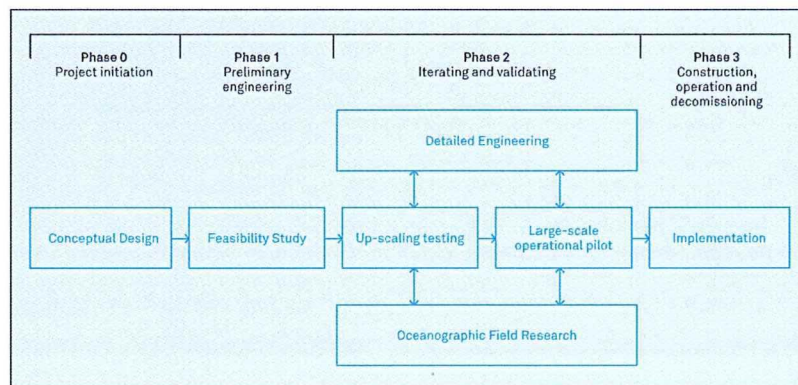 Phase 0
Project initiation
Phase 1
Preliminary
engineering
Phase 2
Iterating and validating
Phase 3
Construction,
operation and
decomissioning
Detailed Engineering
Conceptual Design
Feasibility Study
Up-scaling testing
Large-scale
operational pilot
Implementation
Oceanographic Field Research